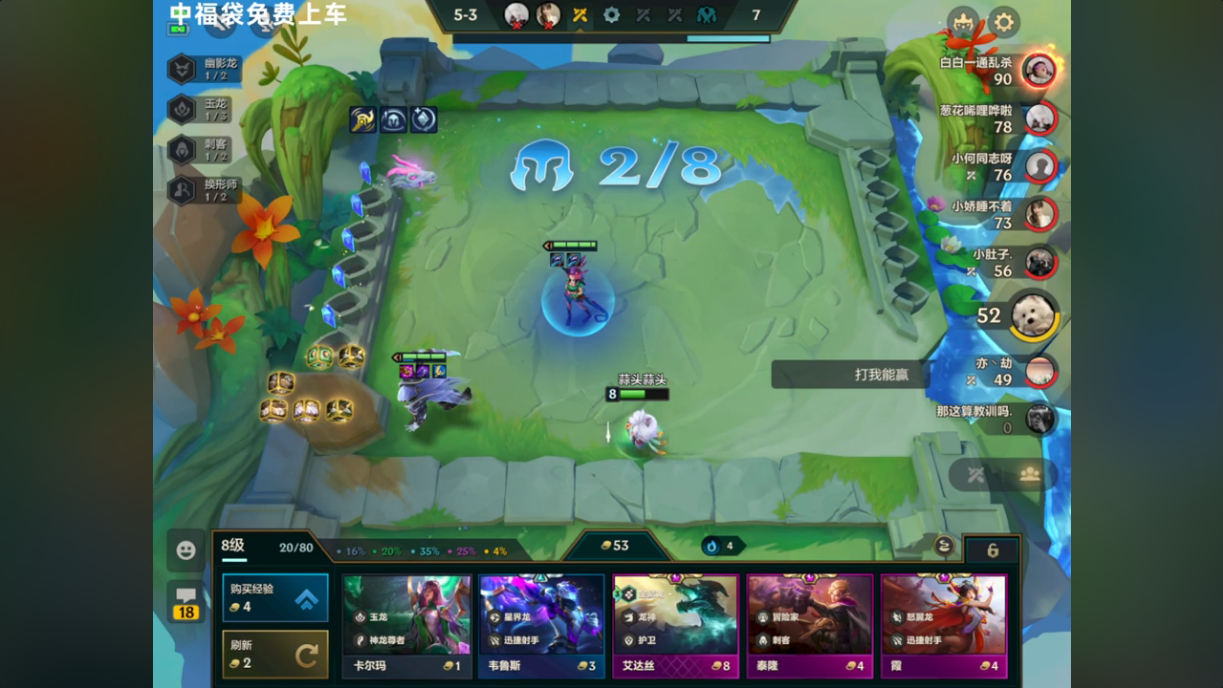 中福袋免费上车
5-3
7
幽影龙
1/2
玉龙
1/3
刺客
1/2
换形师
1/2
2/8
白白一通乱杀
90
葱花唏哩哗啦
78
小何同志呀
76
小娇睡不着
73
小肚子.
56
52
亦丶劫
49
那这算教训吗.
0
打我能赢
蒜头蒜头
8
18
8级
20/80
16%
20%
35%
25%
4%
53
4
6
购买经验
4
刷新
2
玉龙
神龙尊者
卡尔玛
1
星界龙
迅捷射手
韦鲁斯
3
龙神
护卫
艾达丝
8
冒险家
刺客
泰隆
4
怒翼龙
迅捷射手
霞
4